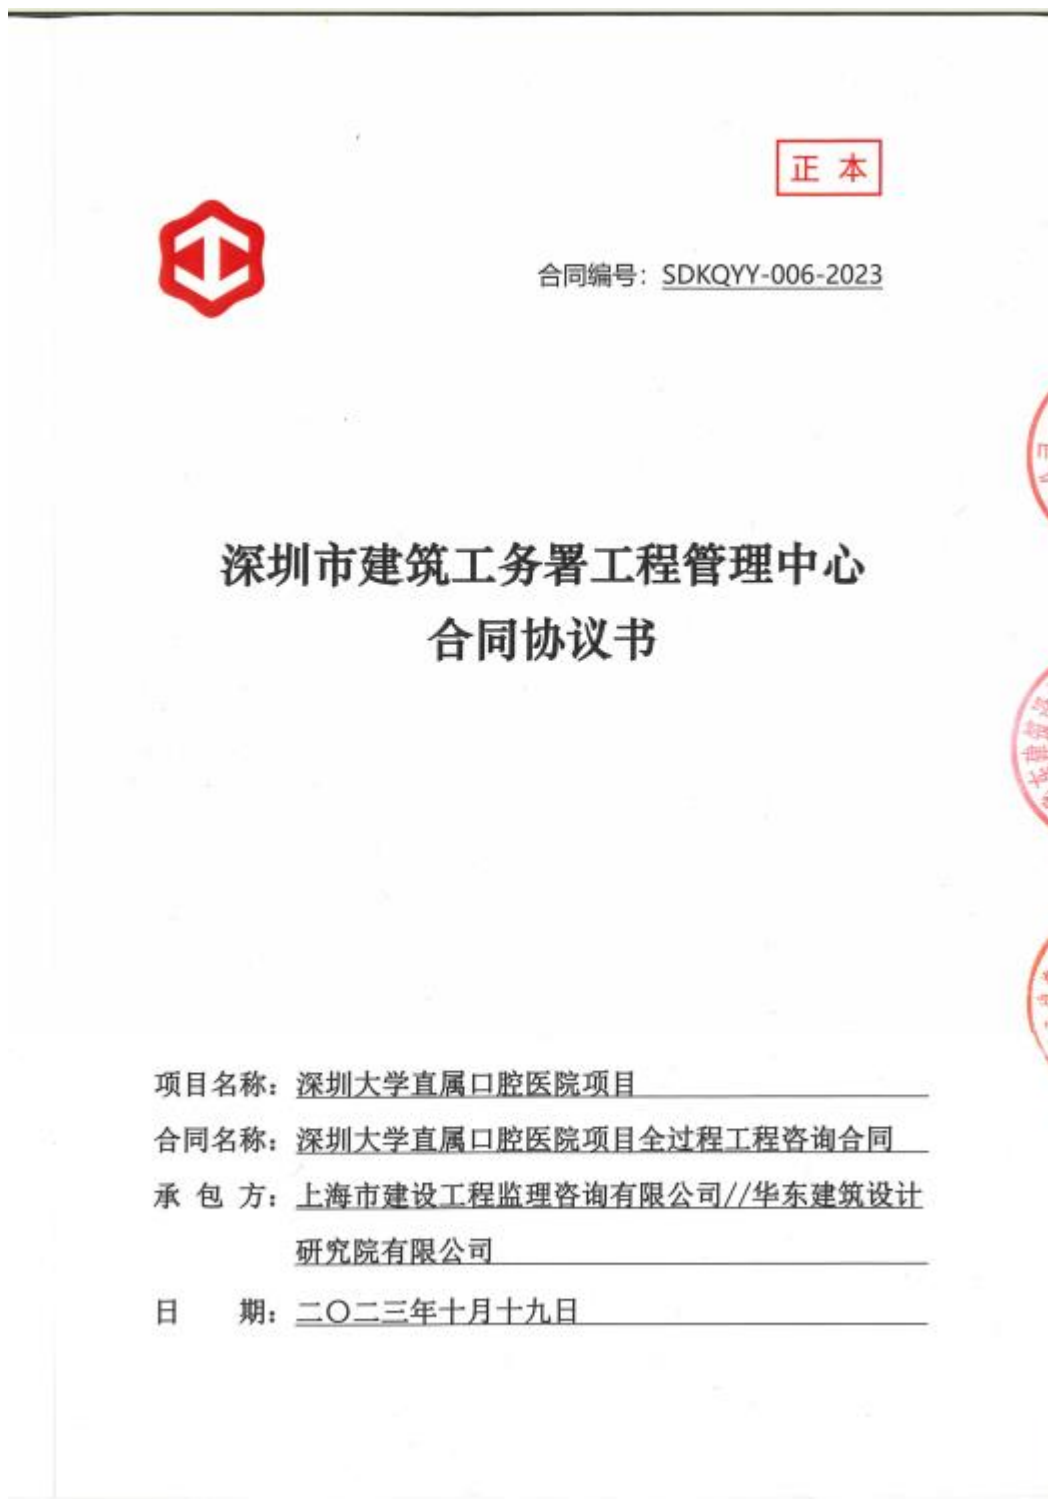 正 本
合同编号：SDKQYY-006-2023
深圳市建筑工务署工程管理中心
合同协议书
项目名称：深圳大学直属口腔医院项目
合同名称：深圳大学直属口腔医院项目全过程工程咨询合同
承 包 方：上海市建设工程监理咨询有限公司//华东建筑设计
研究院有限公司
日 期：二〇二三年十月十九日